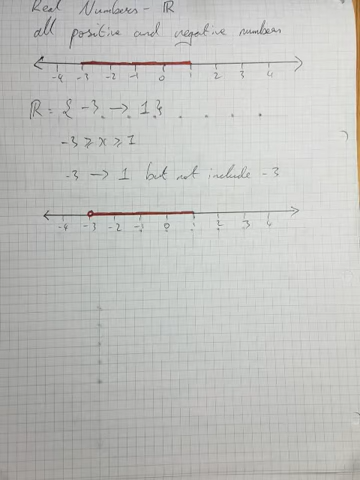 Real Numbers - ℝ
all positive and negative numbers
-4 -3 -2 -1 0 1 2 3 4
ℝ = { -3 → 1 }
-3 ⩾ x ⩾ 1
-3 → 1 but not include -3
-4 -3 -2 -1 0 1 2 3 4